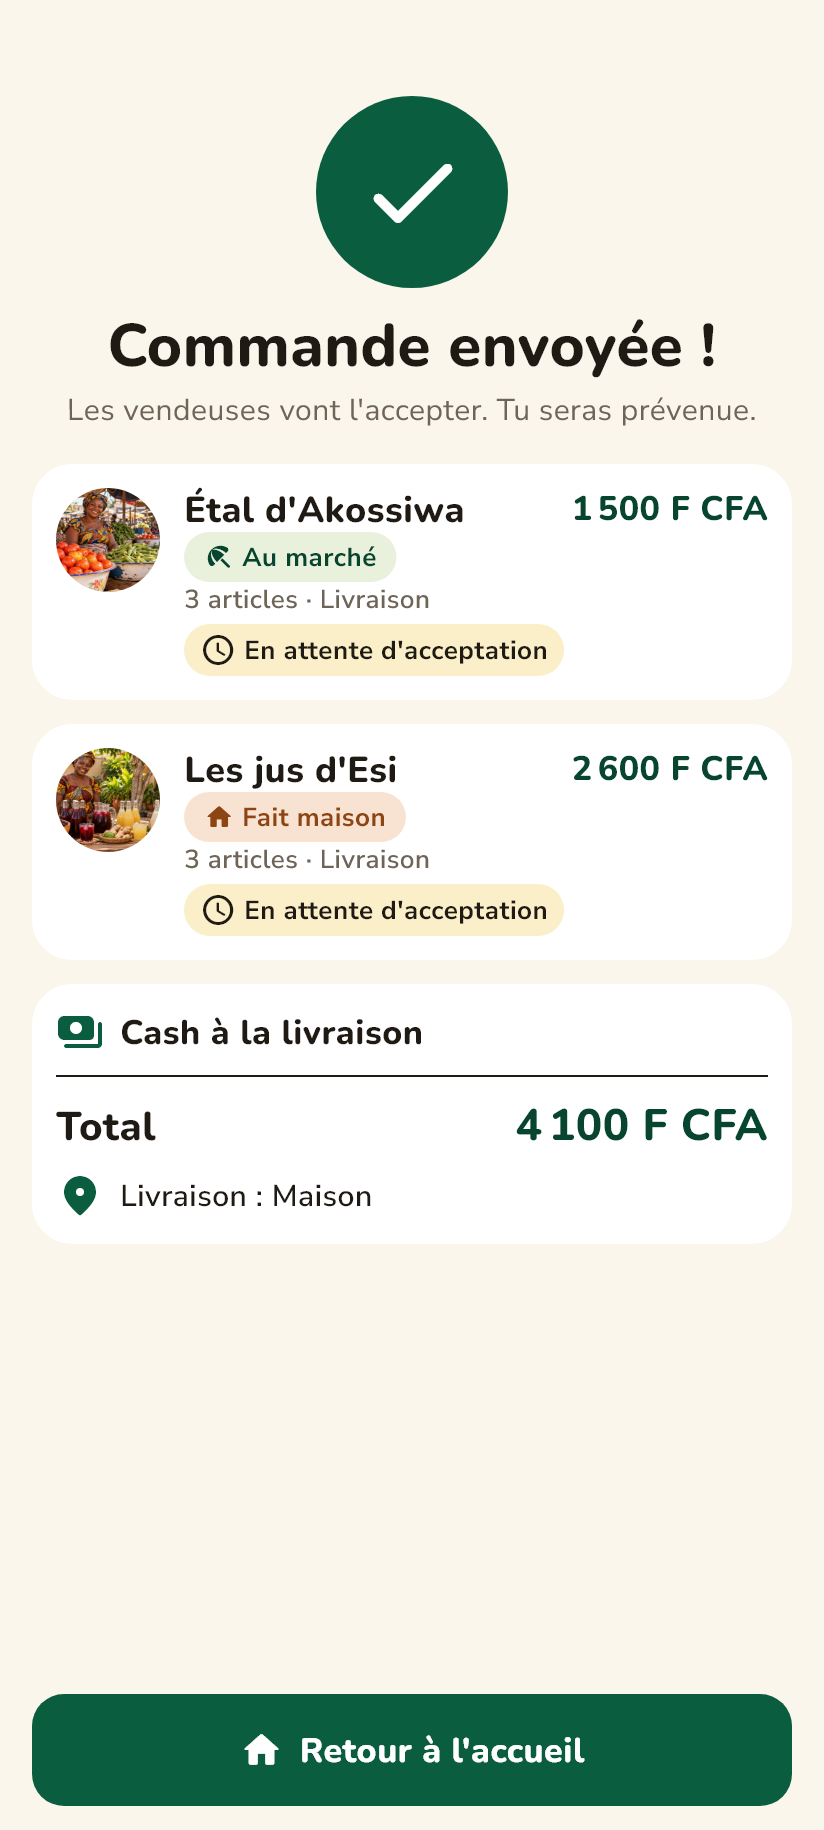 Commande envoyée !
Les vendeuses vont l'accepter. Tu seras prévenue.
Étal d'Akossiwa 1 500 F CFA
Au marché
3 articles · Livraison
En attente d'acceptation
Les jus d'Esi 2 600 F CFA
Fait maison
3 articles · Livraison
En attente d'acceptation
Cash à la livraison
Total 4 100 F CFA
Livraison : Maison
Retour à l'accueil